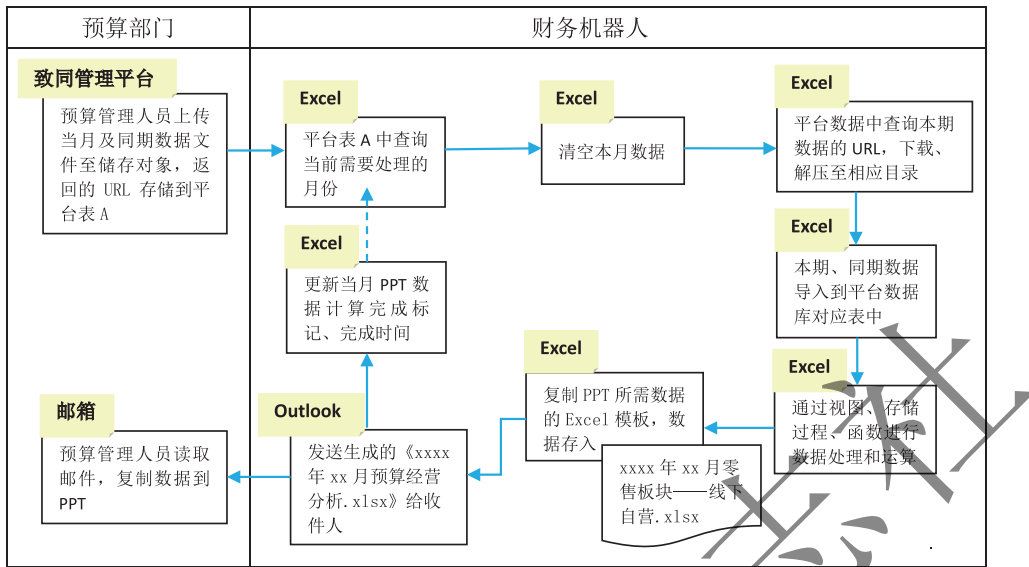 预算部门
财务机器人
致同管理平台
预算管理人员上传
当月及同期数据文
件至储存对象，返
回的 URL 存储到平
台表 A
Excel
平台表 A 中查询
当前需要处理的
月份
Excel
清空本月数据
Excel
平台数据中查询本期
数据的 URL，下载、
解压至相应目录
Excel
本期、同期数据
导入到平台数据
库对应表中
Excel
通过视图、存储
过程、函数进行
数据处理和运算
Excel
复制 PPT 所需数据
的 Excel 模板，数
据存入
xxxx 年 xx 月零
售板块——线下
自营.xlsx
Outlook
发送生成的《xxxx
年 xx 月预算经营
分析.xlsx》给收
件人
Excel
更新当月 PPT 数
据计算完成标
记、完成时间
邮箱
预算管理人员读取
邮件，复制数据到
PPT